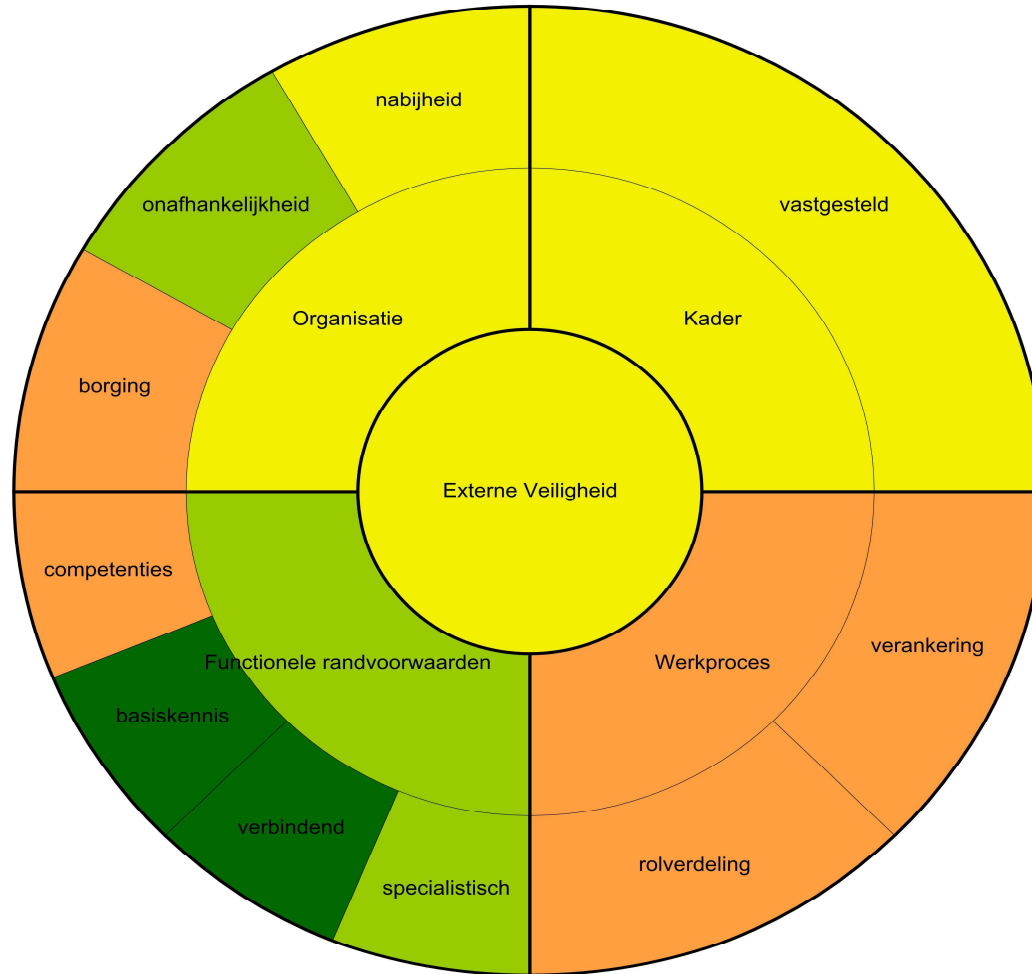 nabijheid
vastgesteld
onafhankelijkheid
Organisatie
Kader
borging
Externe Veiligheid
competenties
Functionele randvoorwaarden
Werkproces
verankering
basiskennis
verbindend
rolverdeling
specialistisch